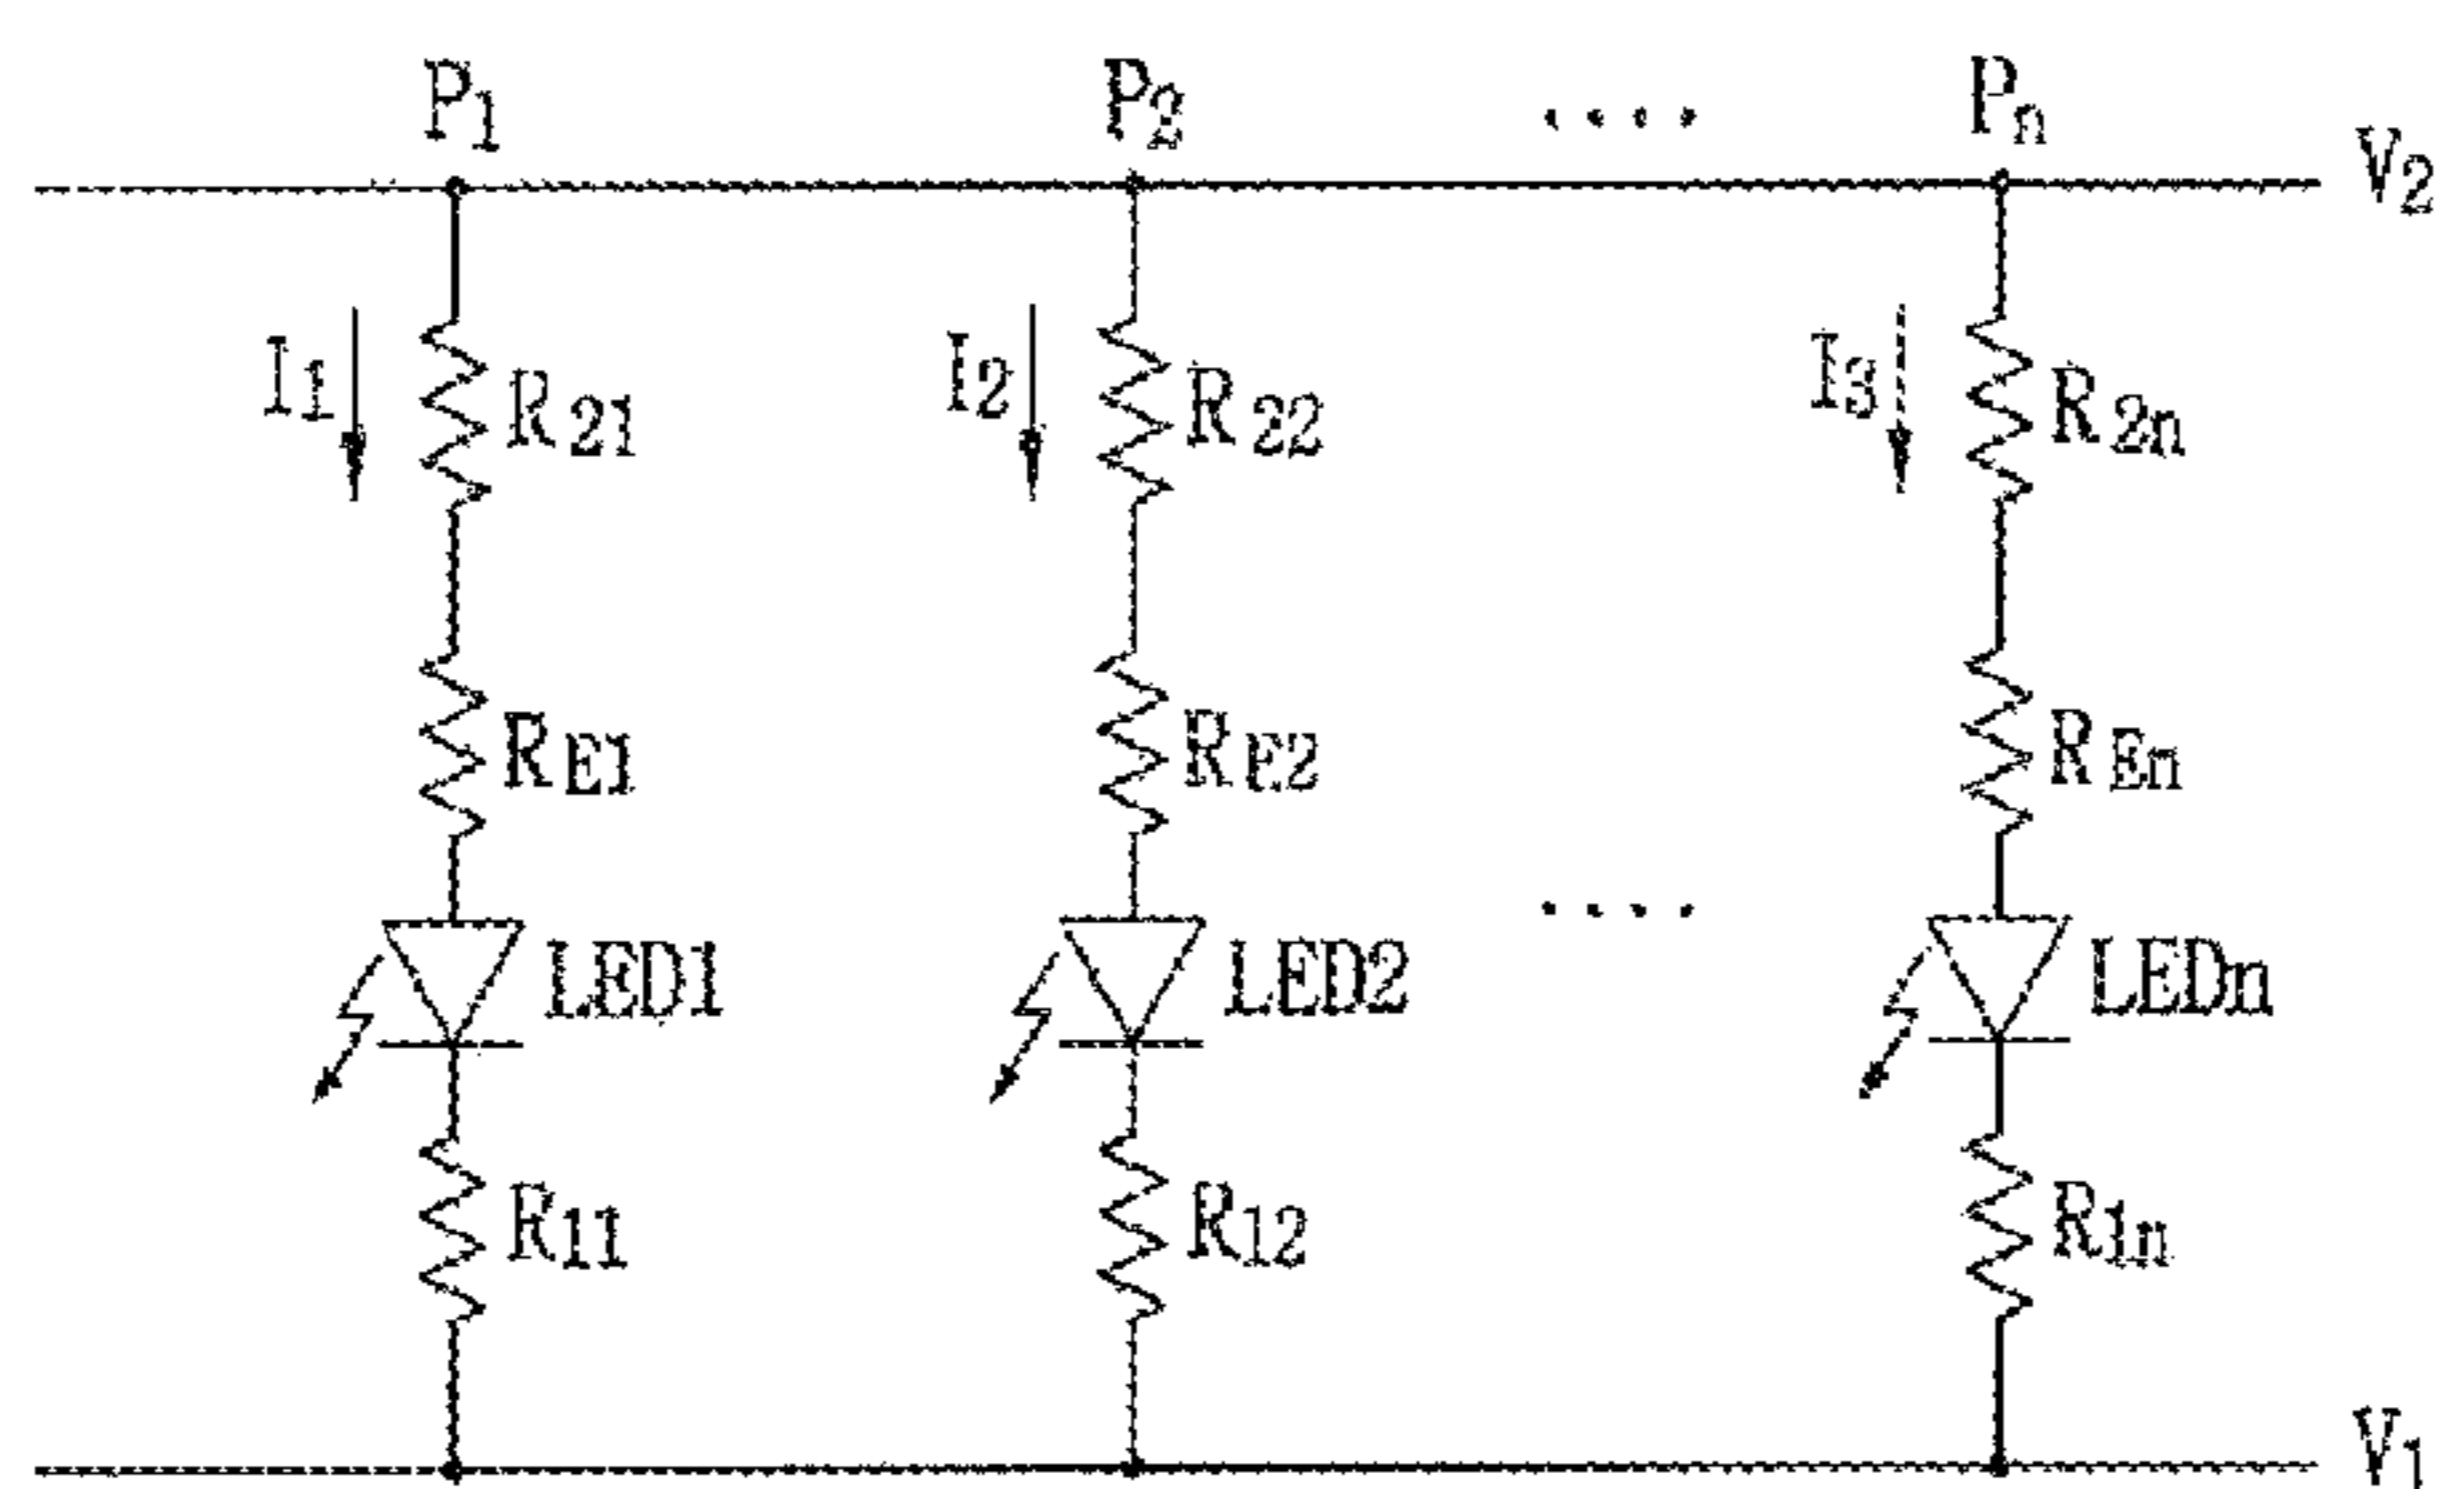 P1 P2 .... Pn
V2
I1 R21 I2 R22 I3 R2n
RE1 RE2 REn
....
LED1 LED2 LEDn
R11 R12 R1n
V1